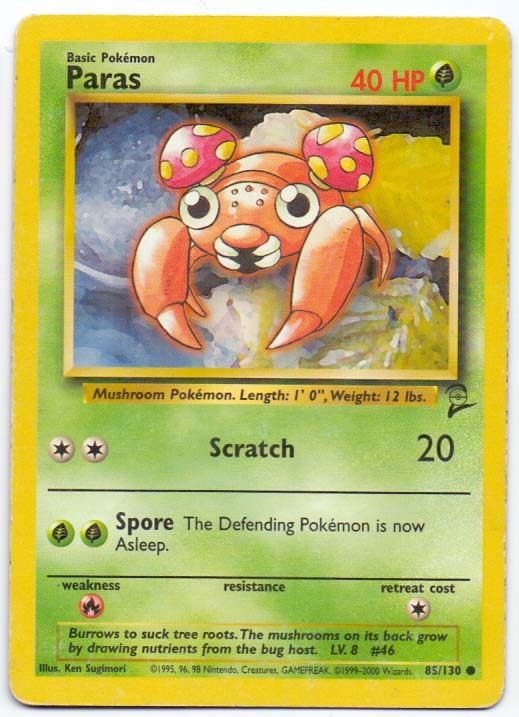 Basic Pokémon
Paras 40 HP
Mushroom Pokémon. Length: 1' 0", Weight: 12 lbs.
Scratch 20
Spore The Defending Pokémon is now
Asleep.
weakness resistance retreat cost
Burrows to suck tree roots. The mushrooms on its back grow
by drawing nutrients from the bug host. LV. 8 #46
Illus. Ken Sugimori ©1995, 96, 98 Nintendo, Creatures, GAMEFREAK. ©1999-2000 Wizards. 85/130